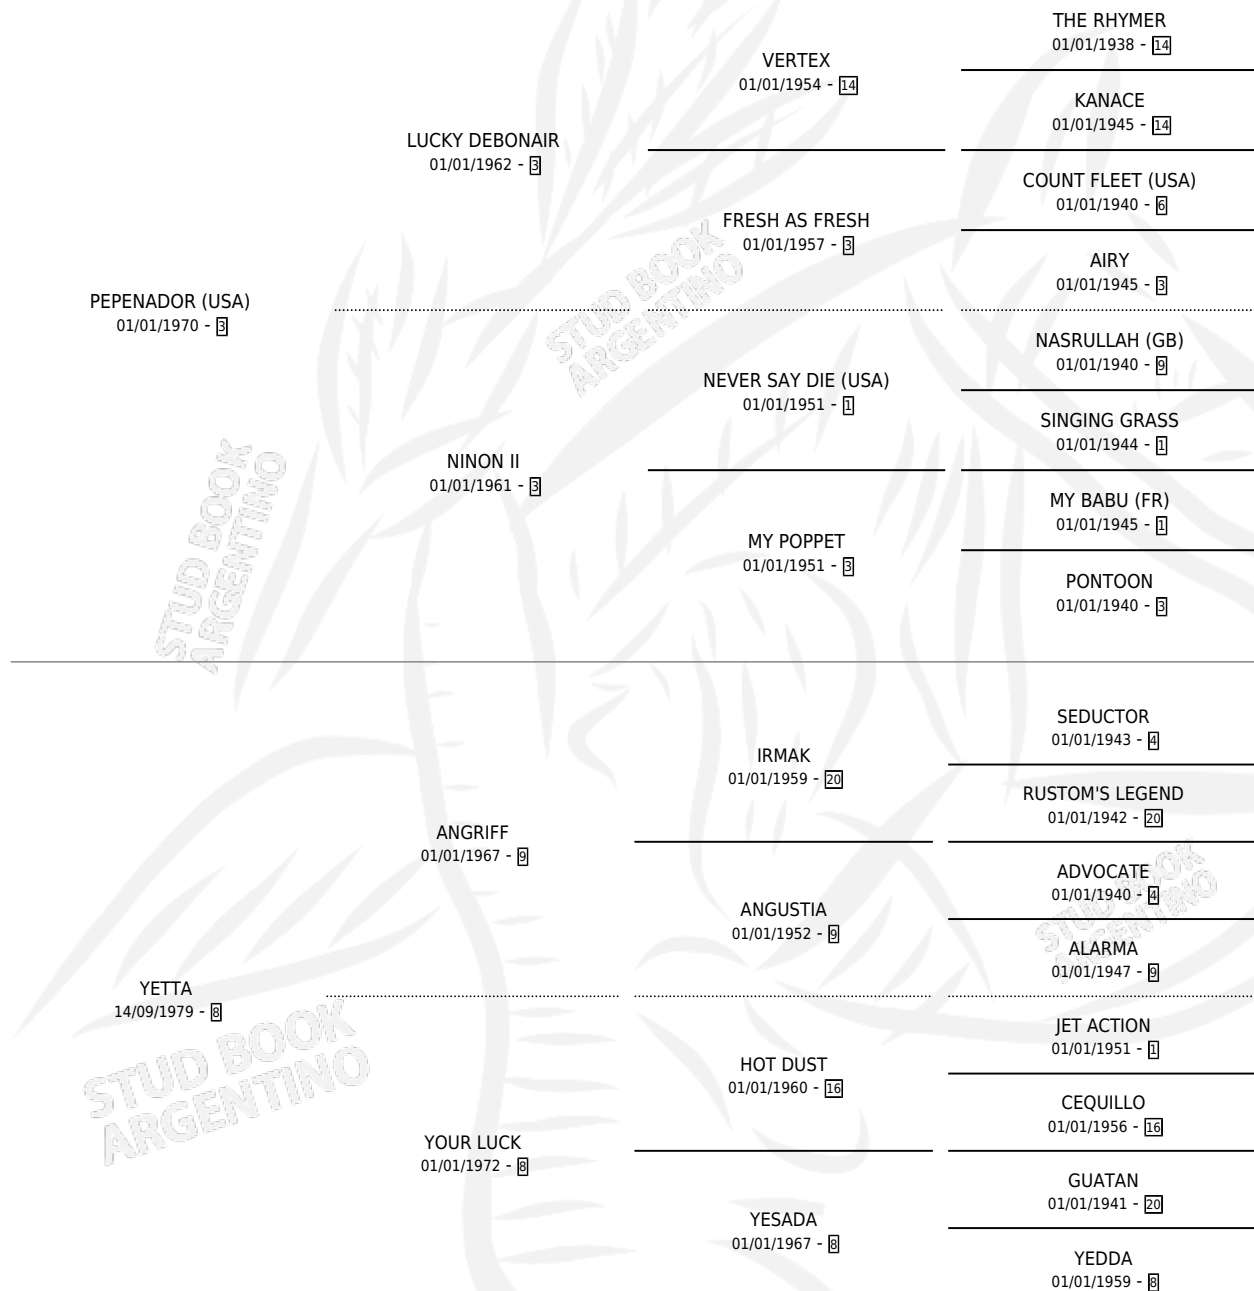 THE RHYMER
01/01/1938 - 14
VERTEX
01/01/1954 - 14
KANACE
01/01/1945 - 14
LUCKY DEBONAIR
01/01/1962 - 3
COUNT FLEET (USA)
01/01/1940 - 6
FRESH AS FRESH
01/01/1957 - 3
AIRY
01/01/1945 - 3
PEPENADOR (USA)
01/01/1970 - 3
STUD BOOK
ARGENTINO
NASRULLAH (GB)
01/01/1940 - 9
NEVER SAY DIE (USA)
01/01/1951 - 1
SINGING GRASS
01/01/1944 - 1
NINON II
01/01/1961 - 3
MY BABU (FR)
01/01/1945 - 1
MY POPPET
01/01/1951 - 3
PONTOON
01/01/1940 - 3
STUD BOOK
ARGENTINO
SEDUCTOR
01/01/1943 - 4
IRMAK
01/01/1959 - 20
RUSTOM'S LEGEND
01/01/1942 - 20
ANGRIFF
01/01/1967 - 9
ADVOCATE
01/01/1940 - 4
ANGUSTIA
01/01/1952 - 9
STUD BOOK
ARGENTINO
ALARMA
01/01/1947 - 9
YETTA
14/09/1979 - 8
JET ACTION
01/01/1951 - 1
HOT DUST
01/01/1960 - 16
STUD BOOK
ARGENTINO
CEQUILLO
01/01/1956 - 16
YOUR LUCK
01/01/1972 - 8
GUATAN
01/01/1941 - 20
YESADA
01/01/1967 - 8
YEDDA
01/01/1959 - 8